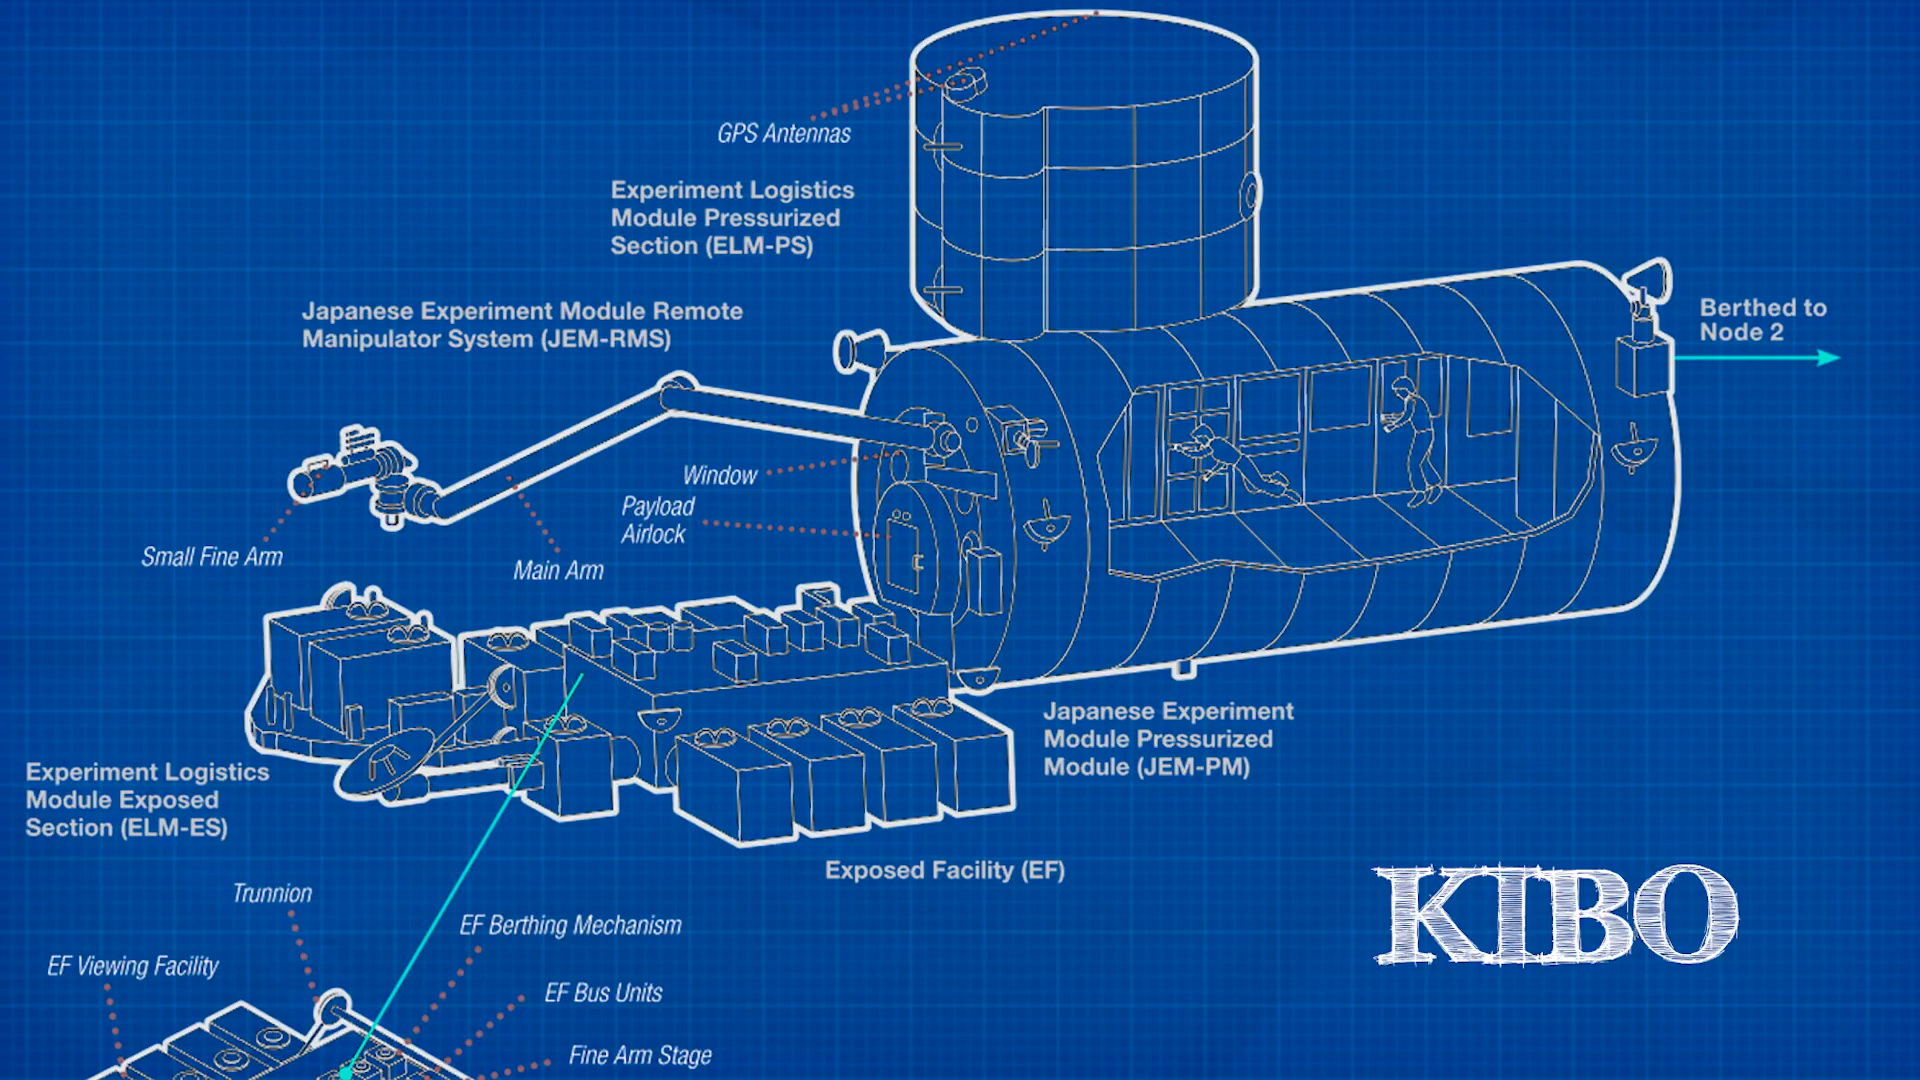 GPS Antennas
Experiment Logistics
Module Pressurized
Section (ELM-PS)
Japanese Experiment Module Remote
Manipulator System (JEM-RMS)
Berthed to
Node 2
Window
Payload
Airlock
Small Fine Arm
Main Arm
Japanese Experiment
Module Pressurized
Module (JEM-PM)
Experiment Logistics
Module Exposed
Section (ELM-ES)
Exposed Facility (EF)
KIBO
Trunnion
EF Berthing Mechanism
EF Viewing Facility
EF Bus Units
Fine Arm Stage